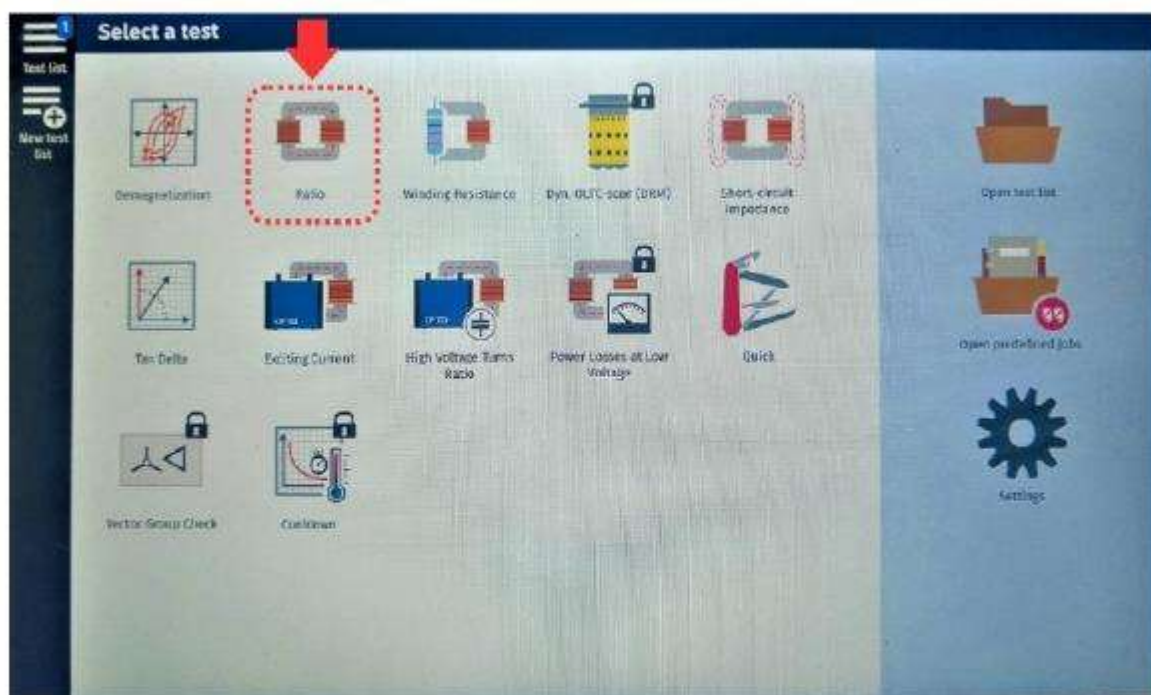 Select a test
1
Test list
New test
list
Demagnetization
Ratio
Winding Resistance
Dyn. OLTC-scan (DRM)
Short-circuit
Impedance
Open test list
Tan Delta
Exciting Current
High Voltage Turns
Ratio
Power Losses at Low
Voltage
Quick
Open predefined jobs
Vector Group Check
Cooldown
Settings